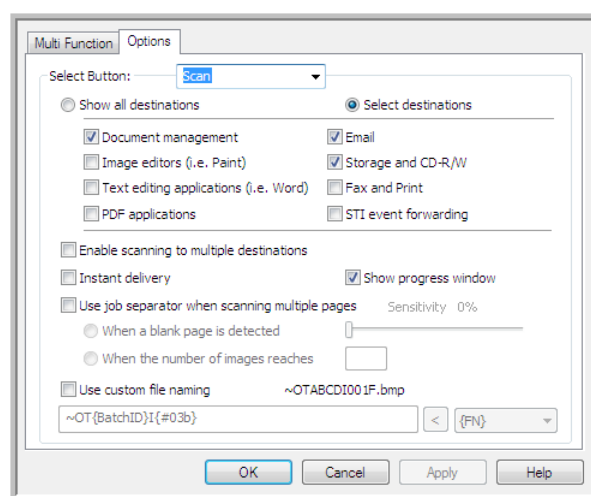 Multi Function Options
Select Button: Scan
Show all destinations Select destinations
Document management Email
Image editors (i.e. Paint) Storage and CD-R/W
Text editing applications (i.e. Word) Fax and Print
PDF applications STI event forwarding
Enable scanning to multiple destinations
Instant delivery Show progress window
Use job separator when scanning multiple pages Sensitivity 0%
When a blank page is detected
When the number of images reaches
Use custom file naming ~OTABCDI001F.bmp
~OT{BatchID}I{#03b} < {FN}
OK Cancel Apply Help